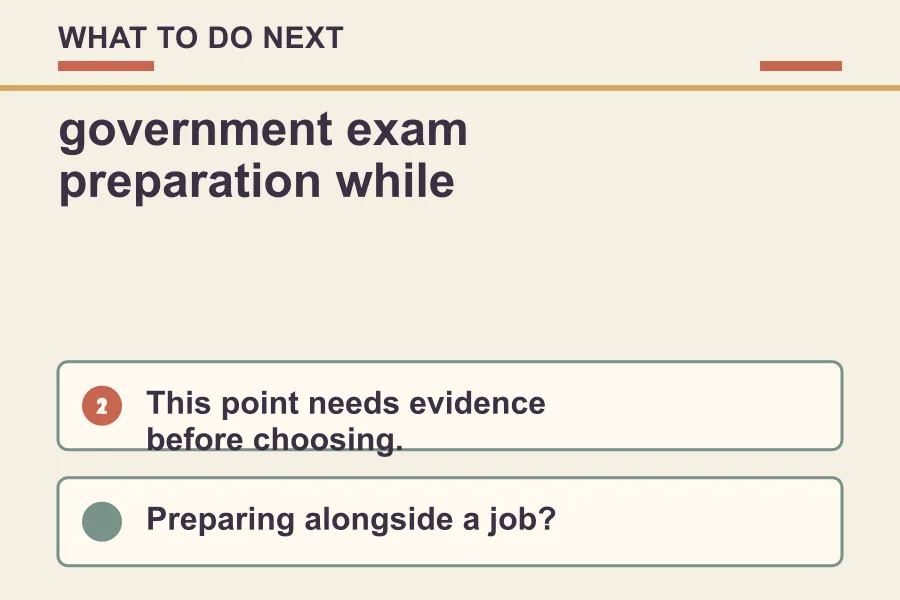 WHAT TO DO NEXT
government exam
preparation while
2
This point needs evidence
before choosing.
Preparing alongside a job?